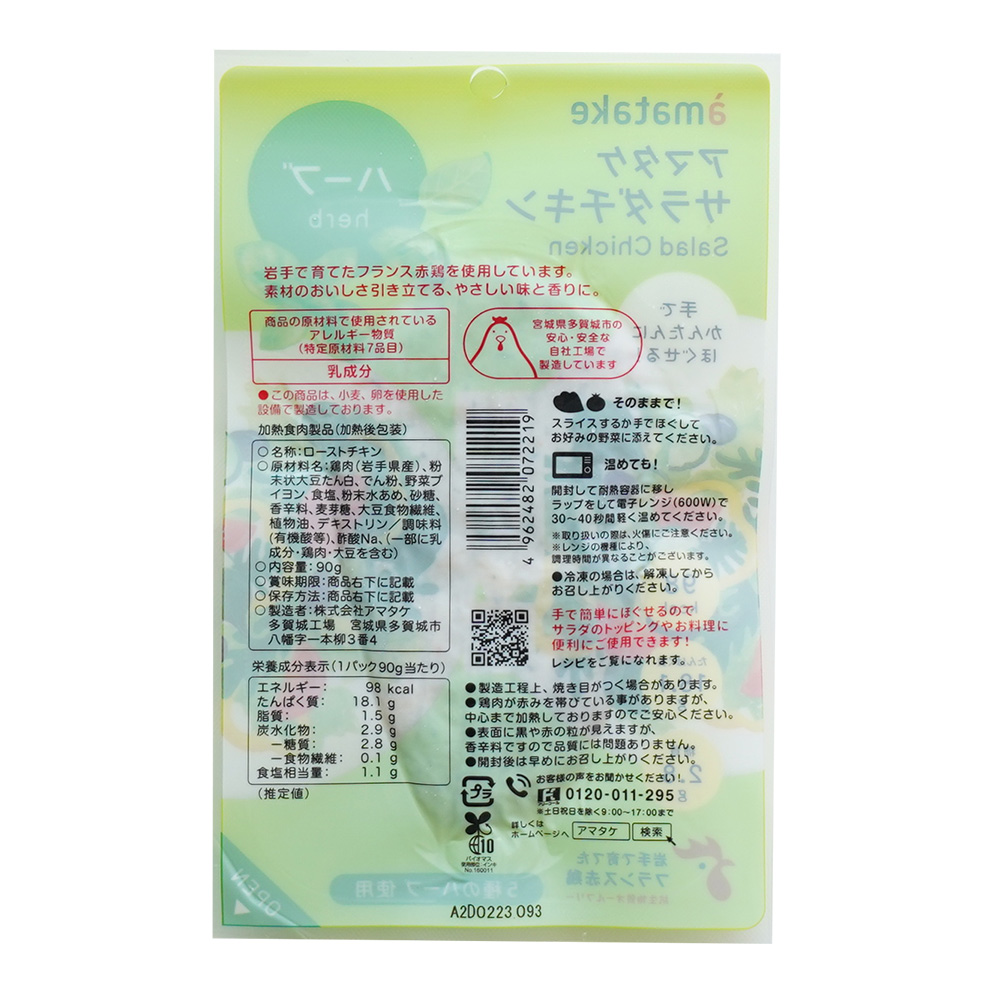 amatake
アマタケ
サラダチキン
Salad Chicken
ハーブ
herb
手で
かんたんに
ほぐせる
岩手で育てたフランス赤鶏を使用しています。
素材のおいしさ引き立てる、やさしい味と香りに。
商品の原材料で使用されている
アレルギー物質
(特定原材料7品目)
乳成分
宮城県多賀城市の
安心・安全な
自社工場で
製造しています
●この商品は、小麦、卵を使用した
設備で製造しております。
加熱食肉製品(加熱後包装)
○名称:ローストチキン
○原材料名:鶏肉(岩手県産)、粉
末状大豆たん白、でん粉、野菜ブ
イヨン、食塩、粉末水あめ、砂糖、
香辛料、麦芽糖、大豆食物繊維、
植物油、デキストリン/調味料
(有機酸等)、酢酸Na、(一部に乳
成分・鶏肉・大豆を含む)
○内容量:90g
○賞味期限:商品右下に記載
○保存方法:商品右下に記載
○製造者:株式会社アマタケ
多賀城工場 宮城県多賀城市
八幡字一本柳3番4
栄養成分表示(1パック90g当たり)
エネルギー: 98 kcal
たんぱく質: 18.1 g
脂質: 1.5 g
炭水化物: 2.9 g
ー糖質: 2.8 g
ー食物繊維: 0.1 g
食塩相当量: 1.1 g
(推定値)
4 962482 072219
そのままで!
スライスするか手でほぐして
お好みの野菜に添えてください。
温めても!
開封して耐熱容器に移し
ラップをして電子レンジ(600W)で
30〜40秒間軽く温めてください。
※取り扱いの際は、火傷にご注意ください。
※レンジの機種により、
調理時間が異なることがございます。
●冷凍の場合は、解凍してから
お召し上がりください。
手で簡単にほぐせるので
サラダのトッピングやお料理に
便利にご使用できます!
レシピをご覧になれます。
●製造工程上、焼き目がつく場合があります。
●鶏肉が赤みを帯びている事がありますが、
中心まで加熱しておりますのでご安心ください。
●表面に黒や赤の粒が見えますが、
香辛料ですので品質には問題ありません。
●開封後は早めにお召し上がりください。
プラ
お客様の声をお聞かせください!
フリーコール
0120-011-295
※土日祝日を除く9:00〜17:00まで
詳しくは
ホームページへ アマタケ 検索
10
バイオマス
No.160011
岩手で育てた
フランス赤鶏
5種のハーブ使用
OPEN
A2D0223 093